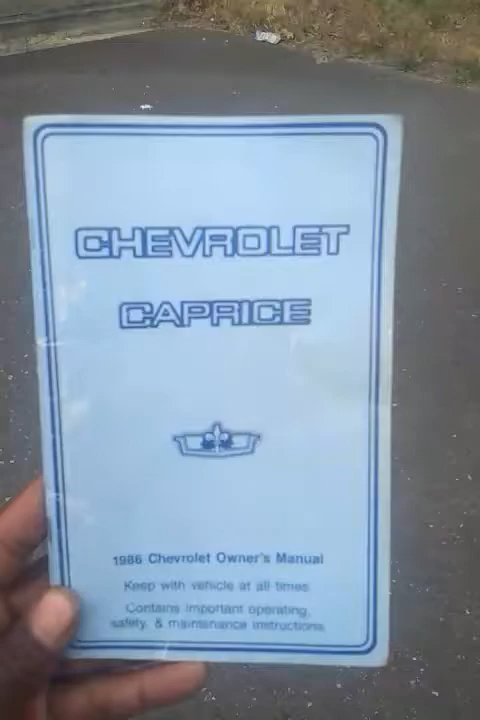 CHEVROLET
CAPRICE
1986 Chevrolet Owner's Manual
Keep with vehicle at all times
Contains important operating,
safety, & maintenance instructions